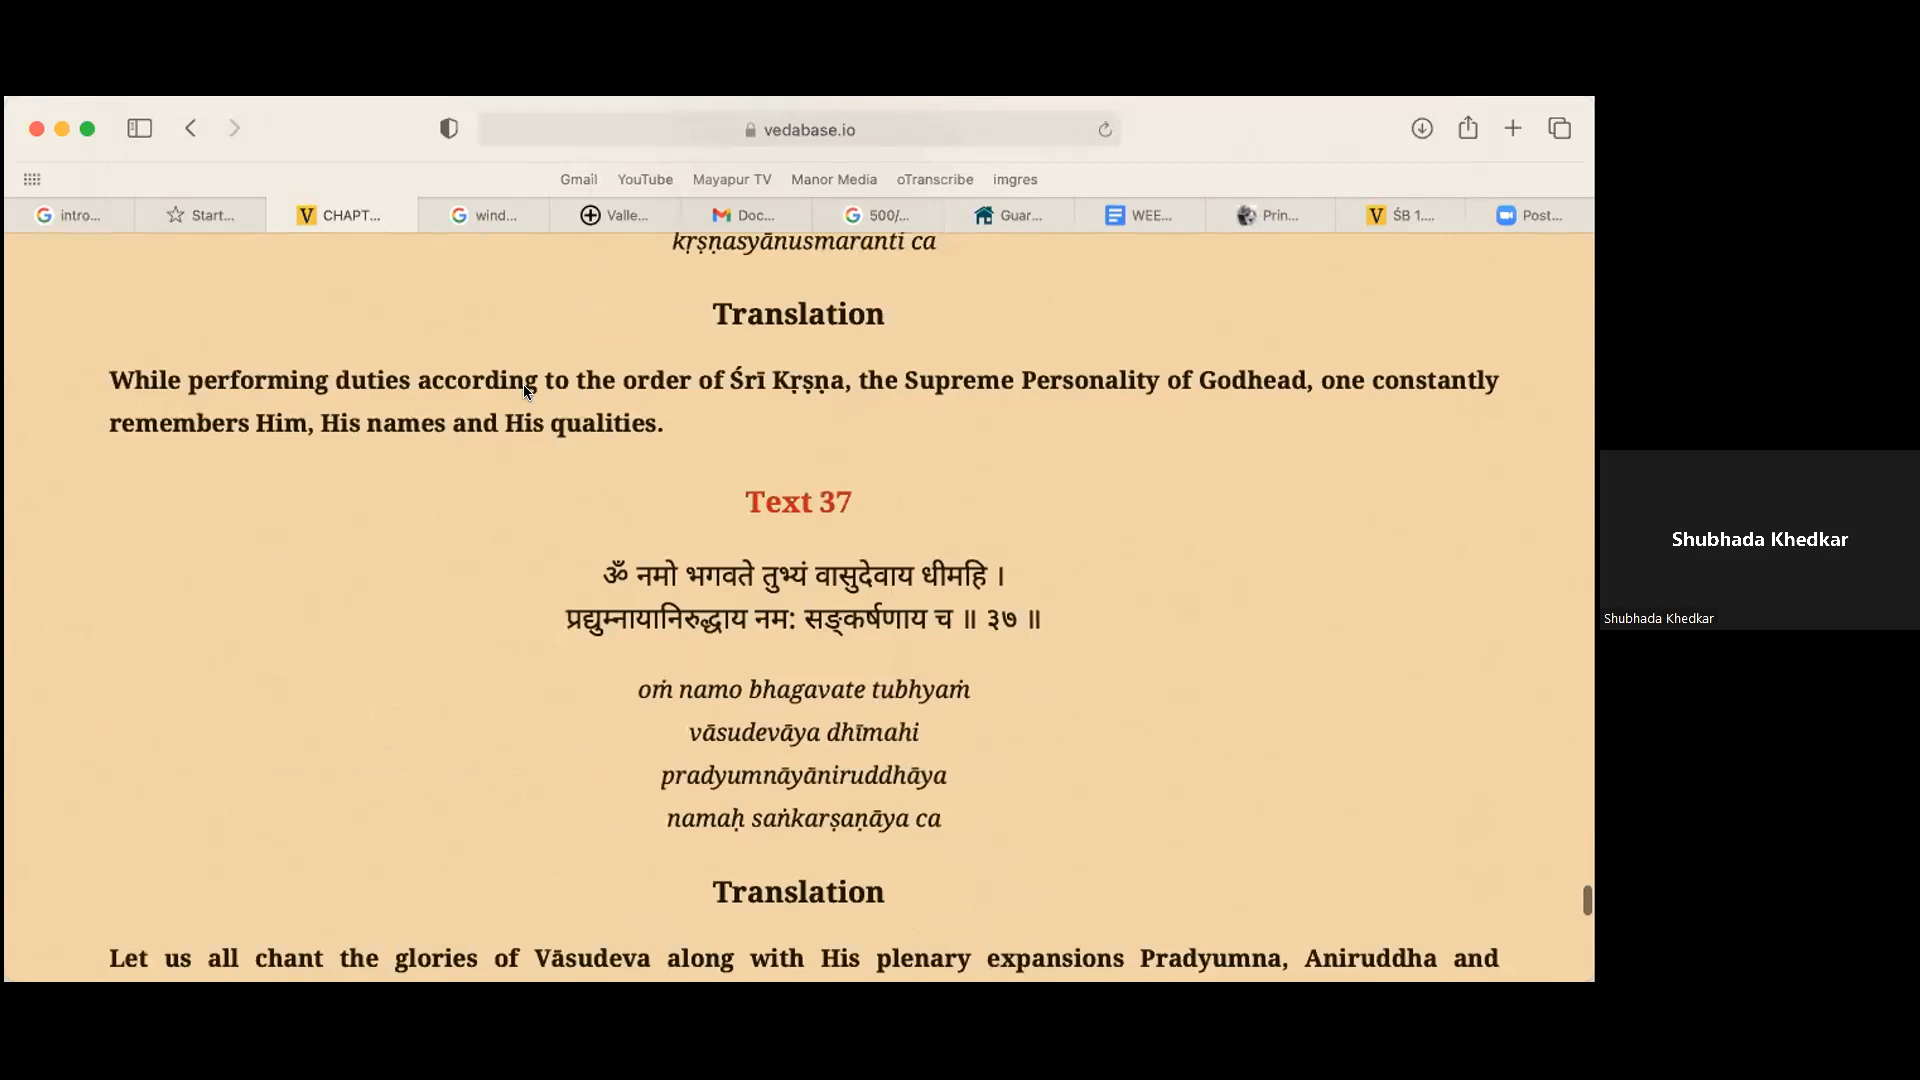 vedabase.io
Gmail YouTube Mayapur TV Manor Media oTranscribe imgres
intro... Start... CHAPT... wind... Valle... Doc... 500/... Guar... WEE... Prin... ŚB 1.... Post...
kṛṣṇasyānusmaranti ca
Translation
While performing duties according to the order of Śrī Kṛṣṇa, the Supreme Personality of Godhead, one constantly
remembers Him, His names and His qualities.
Text 37
ॐ नमो भगवते तुभ्यं वासुदेवाय धीमहि ।
प्रद्युम्नायानिरुद्धाय नम: सङ्कर्षणाय च ॥ ३७ ॥
oṁ namo bhagavate tubhyaṁ
vāsudevāya dhīmahi
pradyumnāyāniruddhāya
namaḥ saṅkarṣaṇāya ca
Translation
Let us all chant the glories of Vāsudeva along with His plenary expansions Pradyumna, Aniruddha and
Shubhada Khedkar
Shubhada Khedkar